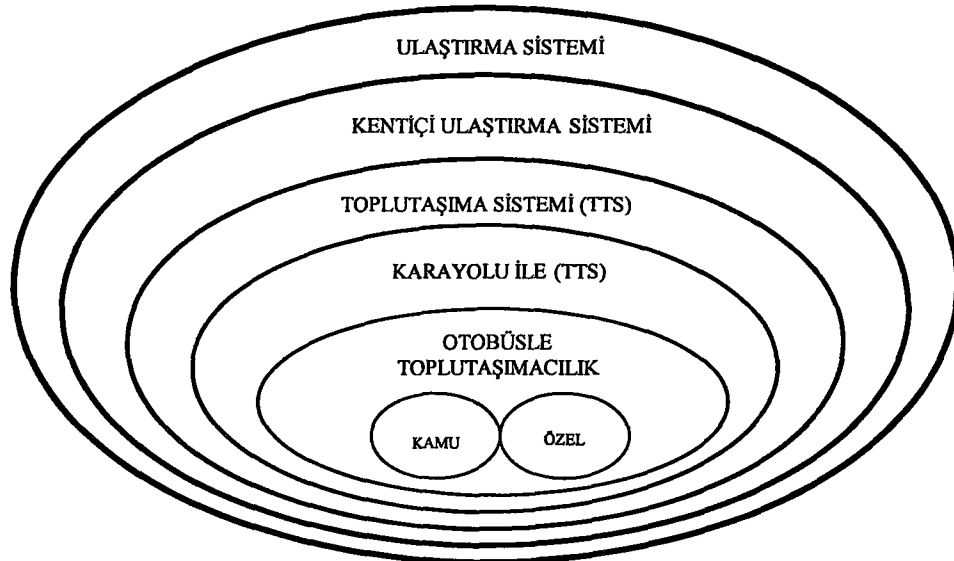 ULAŞTIRMA SİSTEMİ
KENTİÇİ ULAŞTIRMA SİSTEMİ
TOPLUTAŞIMA SİSTEMİ (TTS)
KARAYOLU İLE (TTS)
OTOBÜSLE
TOPLUTAŞIMACILIK
KAMU
ÖZEL